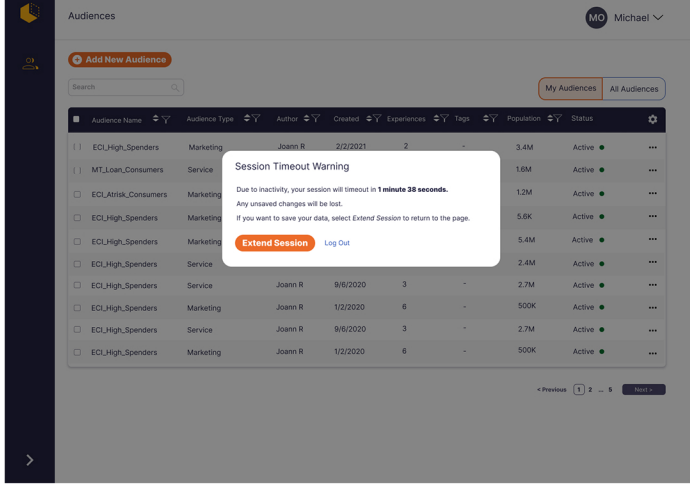 Audiences
MO Michael
Add New Audience
Search
My Audiences All Audiences
Audience Name Audience Type Author Created Experiences Tags Population Status
ECI_High_Spenders Marketing Joann R 2/2/2021 2 - 3.4M Active
MT_Loan_Consumers Service 1.6M Active
ECI_Atrisk_Consumers Marketing 1.2M Active
ECI_High_Spenders Marketing 5.6K Active
ECI_High_Spenders Marketing 5.4M Active
ECI_High_Spenders Service 2.4M Active
ECI_High_Spenders Service Joann R 9/6/2020 3 - 2.7M Active
ECI_High_Spenders Marketing Joann R 1/2/2020 6 - 500K Active
ECI_High_Spenders Service Joann R 9/6/2020 3 - 2.7M Active
ECI_High_Spenders Marketing Joann R 1/2/2020 6 - 500K Active
Session Timeout Warning
Due to inactivity, your session will timeout in 1 minute 38 seconds.
Any unsaved changes will be lost.
If you want to save your data, select Extend Session to return to the page.
Extend Session Log Out
< Previous 1 2 ... 5 Next >